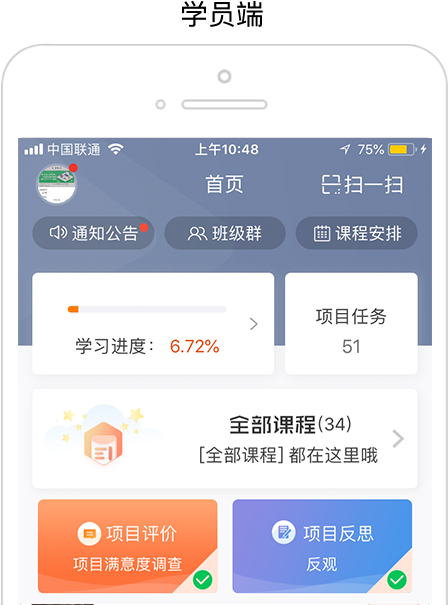 学员端
中国联通 上午10:48 75%
首页 扫一扫
通知公告 班级群 课程安排
学习进度： 6.72%
项目任务
51
全部课程(34)
[全部课程] 都在这里哦
项目评价 项目反思
项目满意度调查 反观